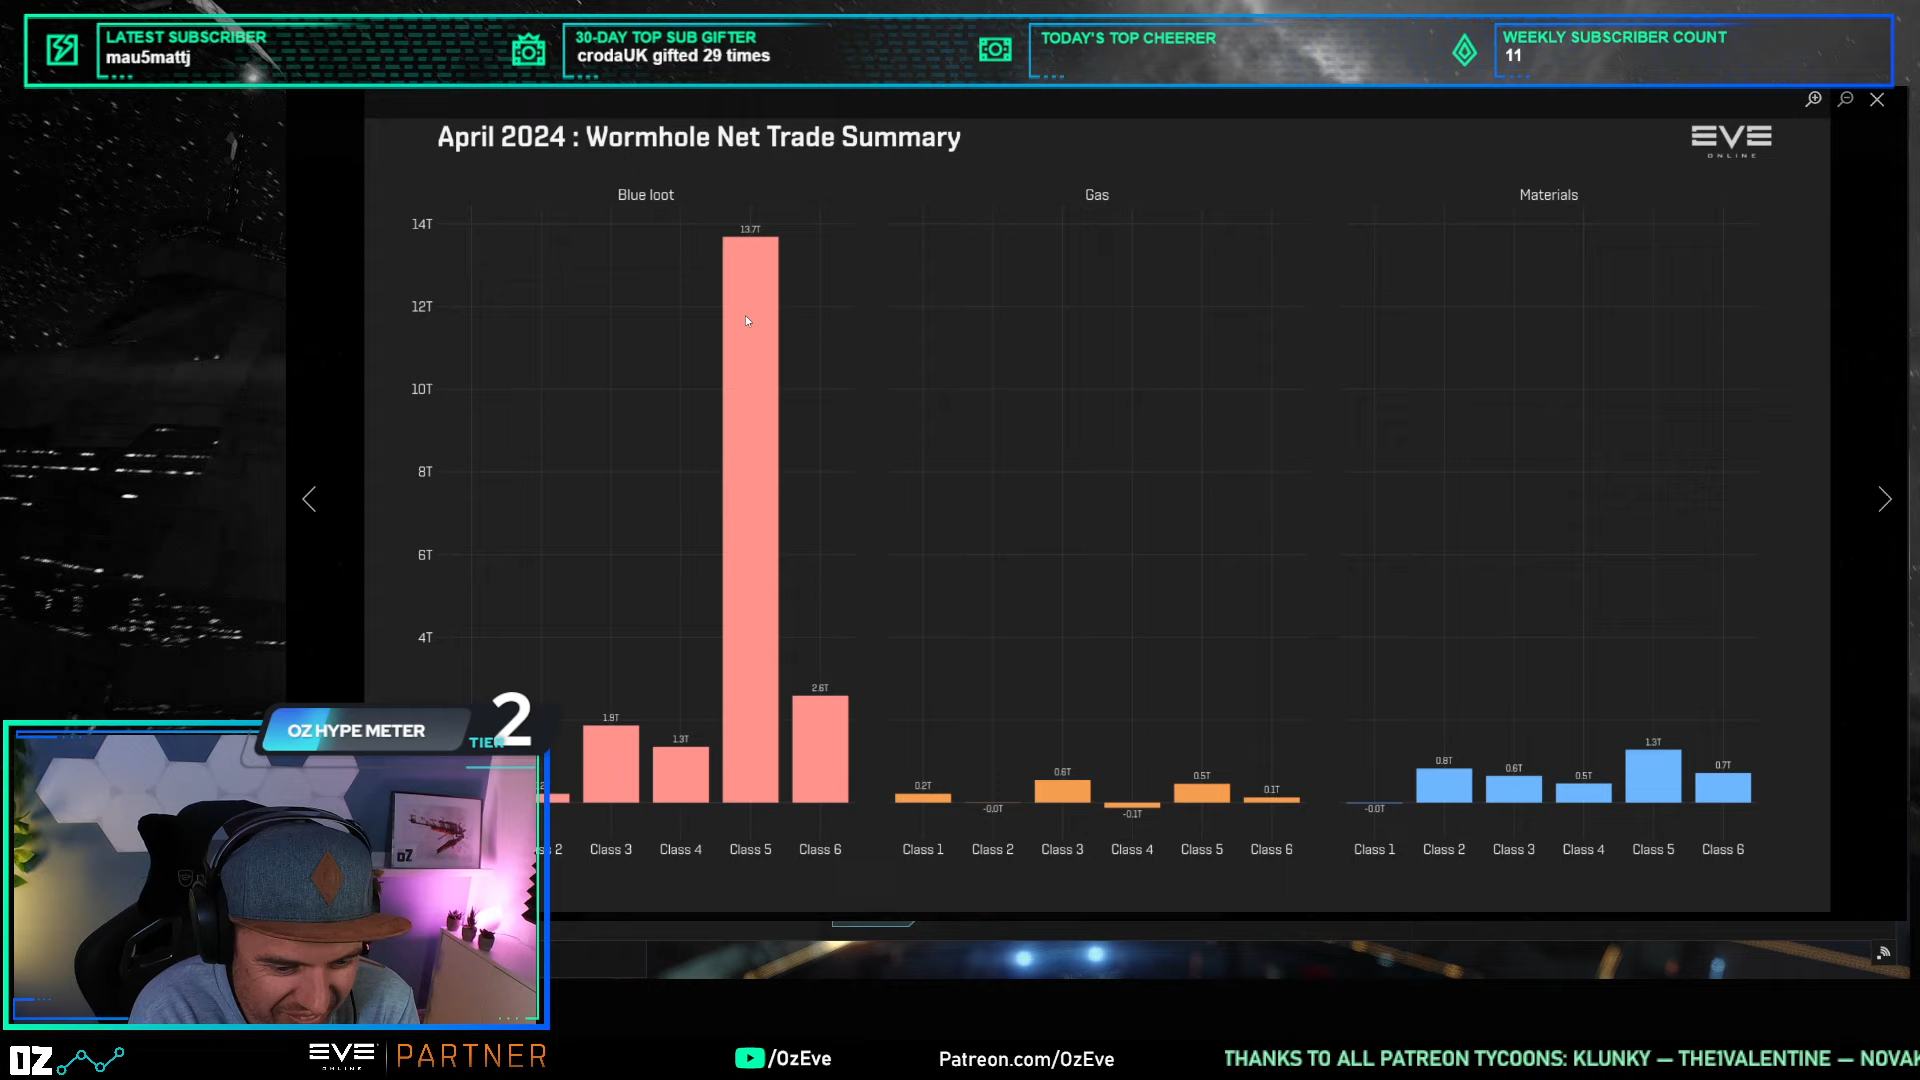 LATEST SUBSCRIBER
mau5mattj
30-DAY TOP SUB GIFTER
crodaUK gifted 29 times
TODAY'S TOP CHEERER
WEEKLY SUBSCRIBER COUNT
11
April 2024 : Wormhole Net Trade Summary
EVE
ONLINE
Blue loot
Gas
Materials
14T
13.7T
12T
10T
8T
6T
4T
2.6T
1.9T
1.3T
0.2T
-0.0T
0.6T
-0.1T
0.5T
0.1T
-0.0T
0.8T
0.6T
0.5T
1.3T
0.7T
Class 3
Class 4
Class 5
Class 6
Class 1
Class 2
Class 3
Class 4
Class 5
Class 6
Class 1
Class 2
Class 3
Class 4
Class 5
Class 6
OZ HYPE METER
TIER 2
OZ
OZ
EVE
ONLINE
PARTNER
/OzEve
Patreon.com/OzEve
THANKS TO ALL PATREON TYCOONS: KLUNKY — THE1VALENTINE — NOVAK